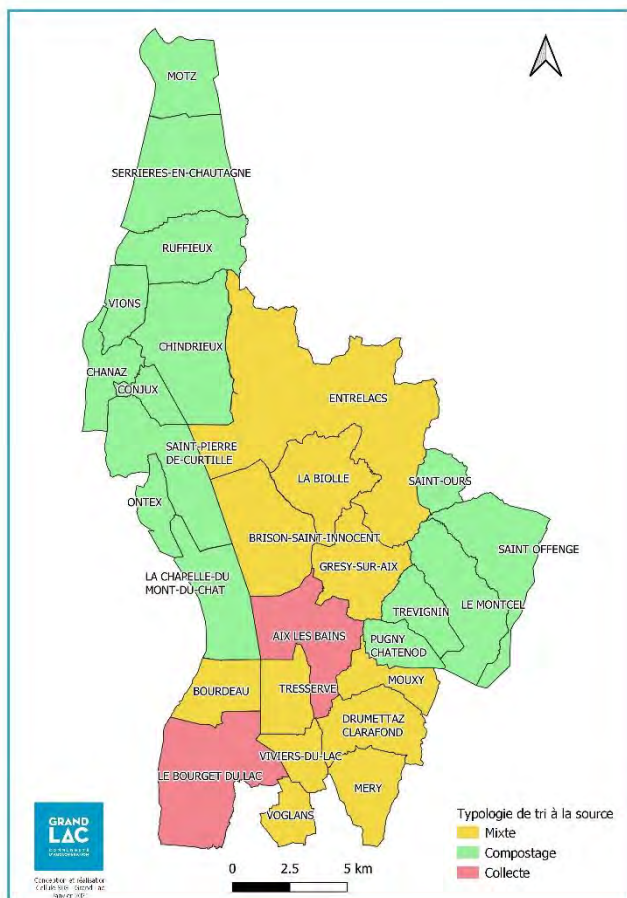 MOTZ
SERRIERES-EN-CHAUTAGNE
RUFFIEUX
VIONS
CHINDRIEUX
CHANAZ
CONJUX
ENTRELACS
SAINT-PIERRE
DE-CURTILLE
LA BIOLLE
SAINT-OURS
ONTEX
BRISON-SAINT-INNOCENT
SAINT OFFENGE
GRESY-SUR-AIX
LA CHAPELLE-DU
MONT-DU-CHAT
LE MONTCEL
TREVIGNIN
AIX LES BAINS
PUGNY
CHATENOD
MOUXY
BOURDEAU
TRESSERVE
DRUMETTAZ
CLARAFOND
VIVIERS-DU-LAC
LE BOURGET DU LAC
MERY
VOGLANS
Typologie de tri à la source
Mixte
Compostage
Collecte
GRAND
LAC
Conception et réalisation
0 2.5 5 km